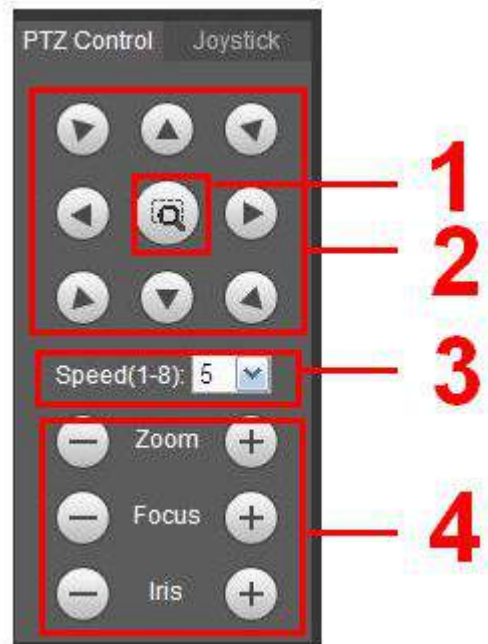 PTZ Control Joystick
1
2
Speed(1-8): 5
3
Zoom
Focus
4
Iris